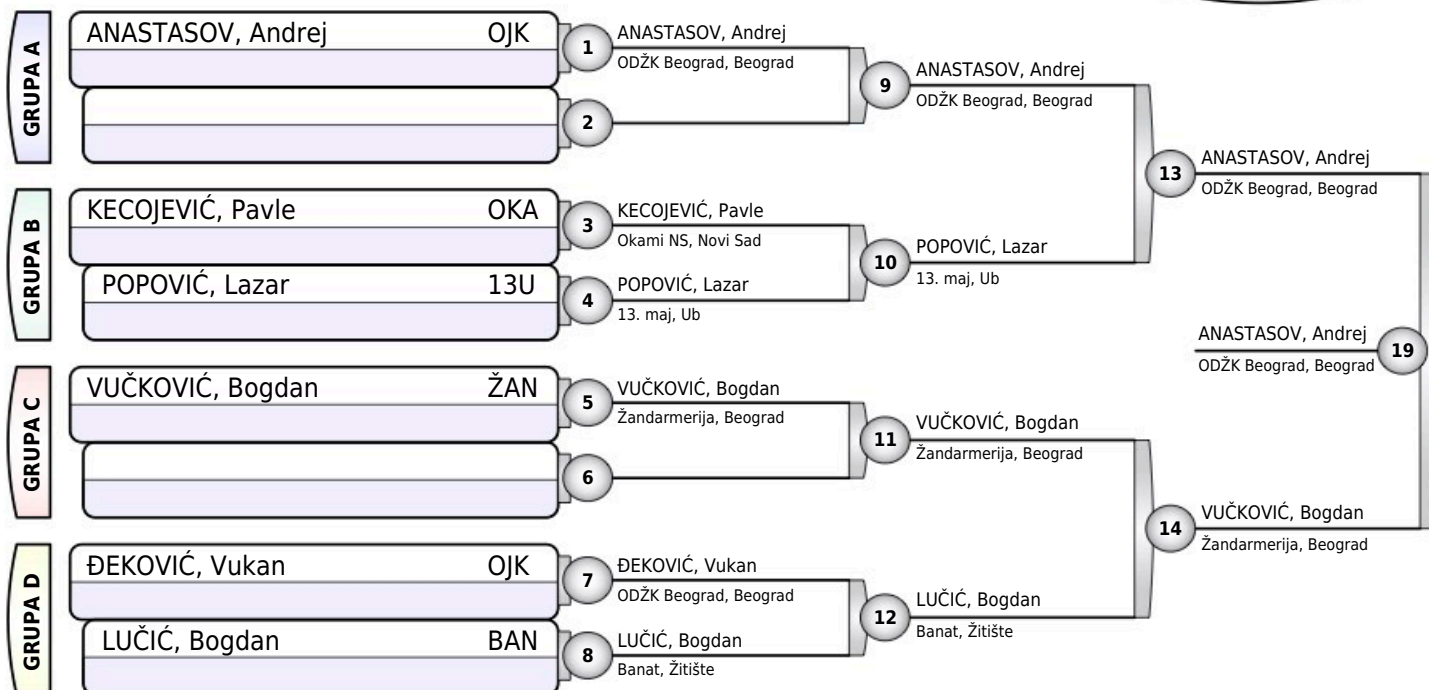 GRUPA A
ANASTASOV, Andrej OJK
1
ANASTASOV, Andrej
ODŽK Beograd, Beograd
2
9
ANASTASOV, Andrej
ODŽK Beograd, Beograd
GRUPA B
KECOJEVIĆ, Pavle OKA
3
KECOJEVIĆ, Pavle
Okami NS, Novi Sad
POPOVIĆ, Lazar 13U
4
POPOVIĆ, Lazar
13. maj, Ub
10
POPOVIĆ, Lazar
13. maj, Ub
13
ANASTASOV, Andrej
ODŽK Beograd, Beograd
GRUPA C
VUČKOVIĆ, Bogdan ŽAN
5
VUČKOVIĆ, Bogdan
Žandarmerija, Beograd
6
11
VUČKOVIĆ, Bogdan
Žandarmerija, Beograd
GRUPA D
ĐEKOVIĆ, Vukan OJK
7
ĐEKOVIĆ, Vukan
ODŽK Beograd, Beograd
LUČIĆ, Bogdan BAN
8
LUČIĆ, Bogdan
Banat, Žitište
12
LUČIĆ, Bogdan
Banat, Žitište
14
VUČKOVIĆ, Bogdan
Žandarmerija, Beograd
ANASTASOV, Andrej
ODŽK Beograd, Beograd
19